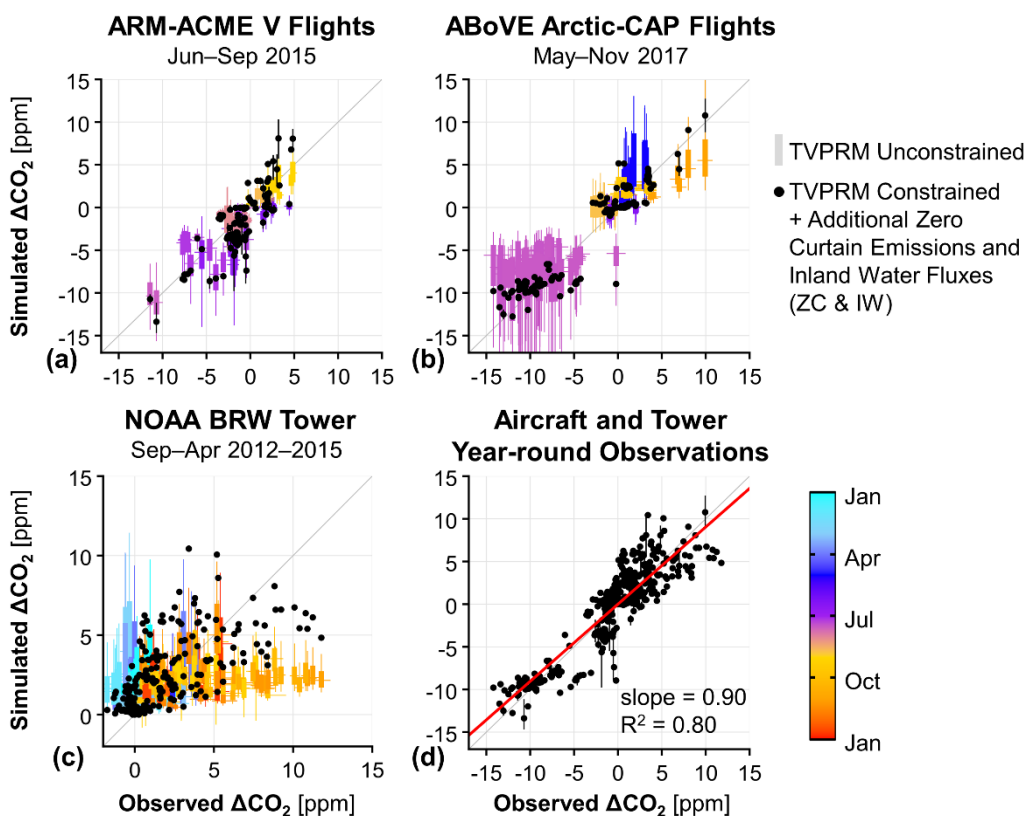 ARM-ACME V Flights
Jun–Sep 2015
ABoVE Arctic-CAP Flights
May–Nov 2017
Simulated ΔCO₂ [ppm]
15
10
5
0
-5
-10
-15
(a)
-15 -10 -5 0 5 10 15
15
10
5
0
-5
-10
-15
(b)
-15 -10 -5 0 5 10 15
TVPRM Unconstrained
TVPRM Constrained
+ Additional Zero
Curtain Emissions and
Inland Water Fluxes
(ZC & IW)
NOAA BRW Tower
Sep–Apr 2012–2015
Aircraft and Tower
Year-round Observations
Simulated ΔCO₂ [ppm]
15
10
5
0
(c)
0 5 10 15
Observed ΔCO₂ [ppm]
15
10
5
0
-5
-10
-15
slope = 0.90
R² = 0.80
(d)
-15 -10 -5 0 5 10 15
Observed ΔCO₂ [ppm]
Jan
Apr
Jul
Oct
Jan